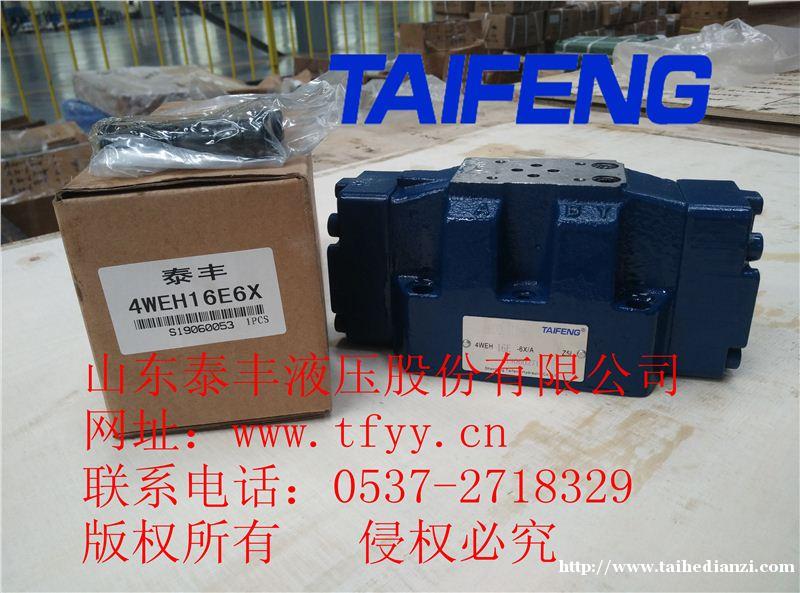 TAIFENG
泰丰
4WEH16E6X
S19060053 1PCS
A B Y
TAIFENG
4WEH 16E -6X/A
山东泰丰液压股份有限公司
网址：www.tfyy.cn
联系电话：0537-2718329
版权所有 侵权必究
http://www.taihedianzi.com